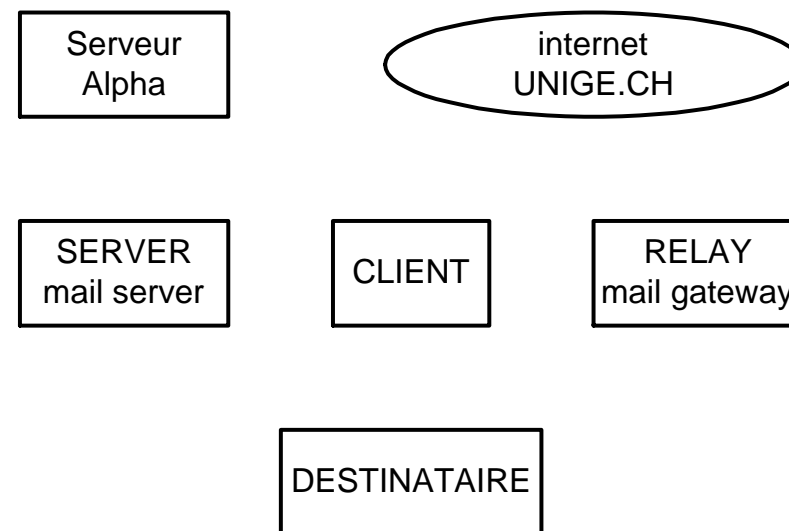 Serveur
Alpha
internet
UNIGE.CH
SERVER
mail server
CLIENT
RELAY
mail gateway
DESTINATAIRE